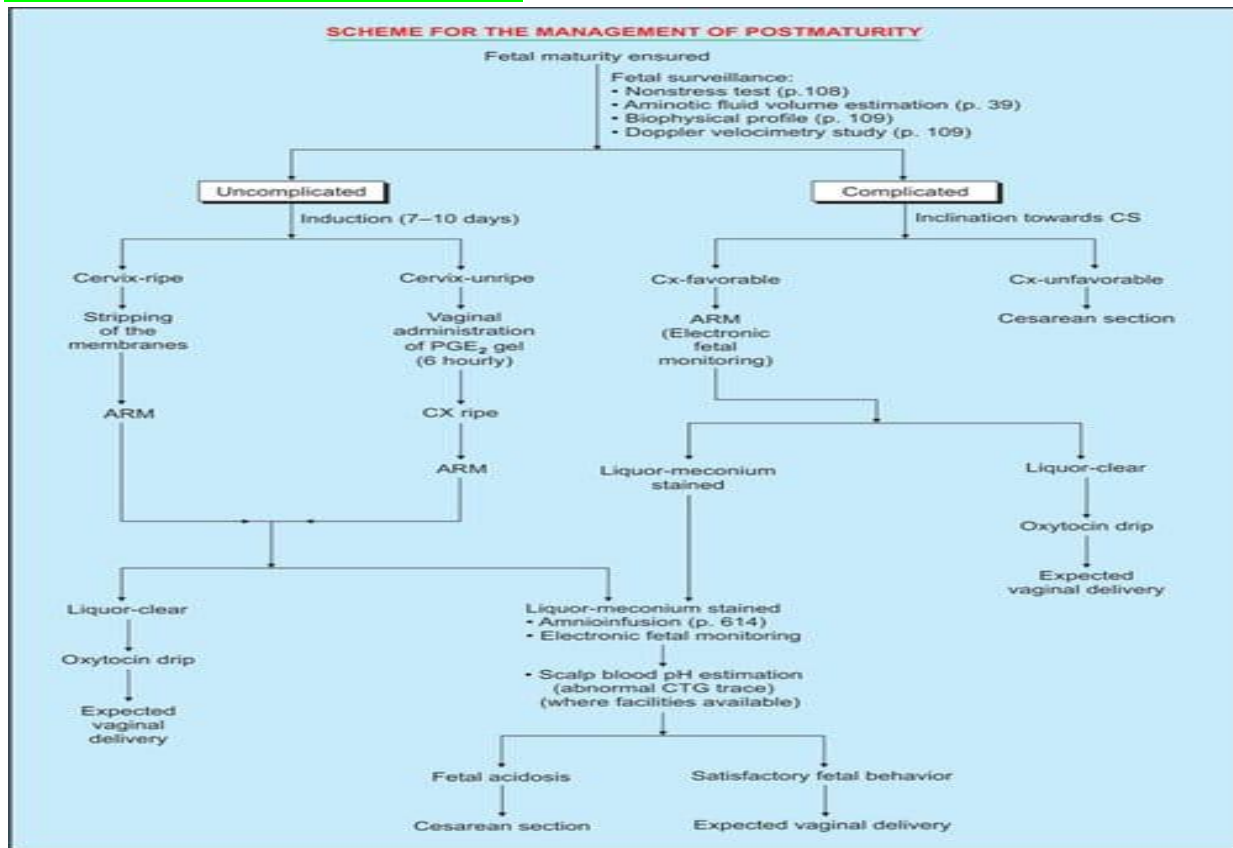 SCHEME FOR THE MANAGEMENT OF POSTMATURITY
Fetal maturity ensured
Fetal surveillance:
• Nonstress test (p.108)
• Aminotic fluid volume estimation (p. 39)
• Biophysical profile (p. 109)
• Doppler velocimetry study (p. 109)
Uncomplicated
Complicated
Induction (7–10 days)
Inclination towards CS
Cervix-ripe
Cervix-unripe
Cx-favorable
Cx-unfavorable
Stripping
of the
membranes
Vaginal
administration
of PGE₂ gel
(6 hourly)
ARM
(Electronic
fetal
monitoring)
Cesarean section
ARM
CX ripe
ARM
Liquor-meconium
stained
Liquor-clear
Oxytocin drip
Expected
vaginal delivery
Liquor-clear
Oxytocin drip
Expected
vaginal
delivery
Liquor-meconium stained
• Amnioinfusion (p. 614)
• Electronic fetal monitoring
• Scalp blood pH estimation
(abnormal CTG trace)
(where facilities available)
Fetal acidosis
Satisfactory fetal behavior
Cesarean section
Expected vaginal delivery